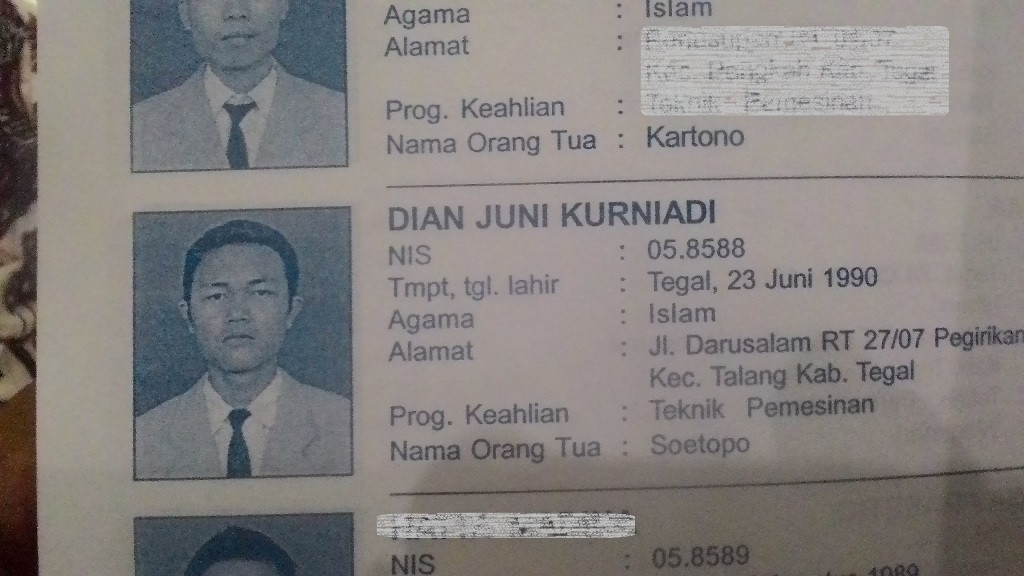 Agama : Islam
Alamat :
Prog. Keahlian :
Nama Orang Tua : Kartono
DIAN JUNI KURNIADI
NIS : 05.8588
Tmpt, tgl. lahir : Tegal, 23 Juni 1990
Agama : Islam
Alamat : Jl. Darusalam RT 27/07 Pegirikan
Kec. Talang Kab. Tegal
Prog. Keahlian : Teknik Pemesinan
Nama Orang Tua : Soetopo
NIS : 05.8589
1989